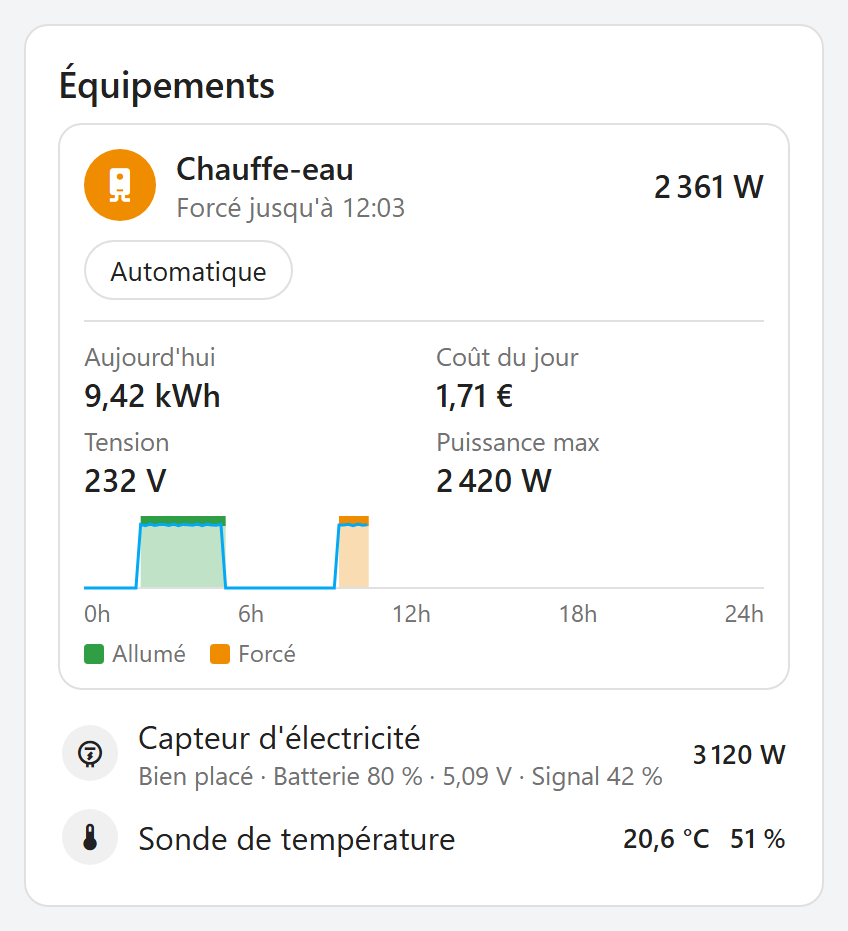 Équipements
Chauffe-eau
Forcé jusqu'à 12:03
2 361 W
Automatique
Aujourd'hui
9,42 kWh
Coût du jour
1,71 €
Tension
232 V
Puissance max
2 420 W
0h 6h 12h 18h 24h
Allumé Forcé
Capteur d'électricité
Bien placé · Batterie 80 % · 5,09 V · Signal 42 %
3 120 W
Sonde de température
20,6 °C 51 %